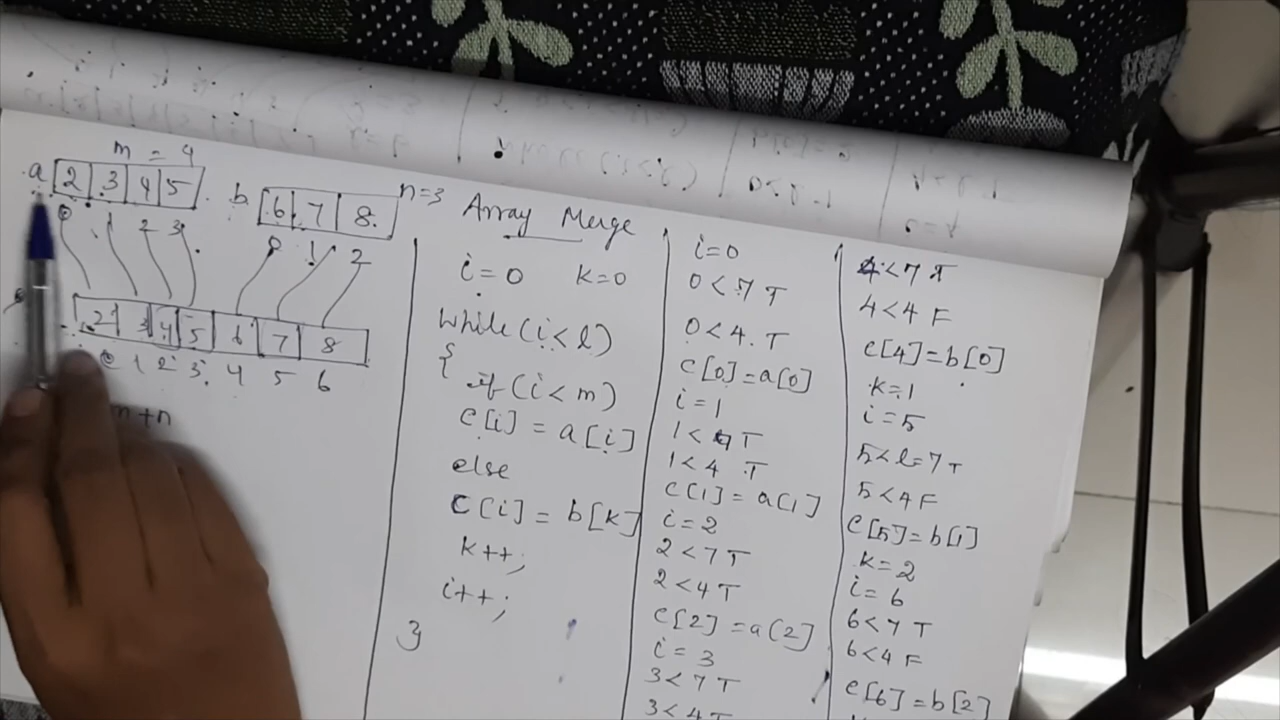 m = 4
a 2 3 4 5
0 1 2 3
b 6 7 8
n=3
0 1 2
2 3 4 5 6 7 8
0 1 2 3 4 5 6
m+n
Array Merge
i=0 k=0
while(i<l)
{
if(i<m)
c[i] = a[i]
else
c[i] = b[k]
k++;
i++;
}
i=0
0<7 T
0<4. T
c[0]=a[0]
i=1
1<7 T
1<4 T
c[1]=a[1]
i=2
2<7 T
2<4 T
c[2]=a[2]
i=3
3<7 T
3<4 T
4<7 T
4<4 F
c[4]=b[0]
k=1
i=5
5<l=7 T
5<4 F
c[5]=b[1]
k=2
i=6
6<7 T
6<4 F
c[6]=b[2]